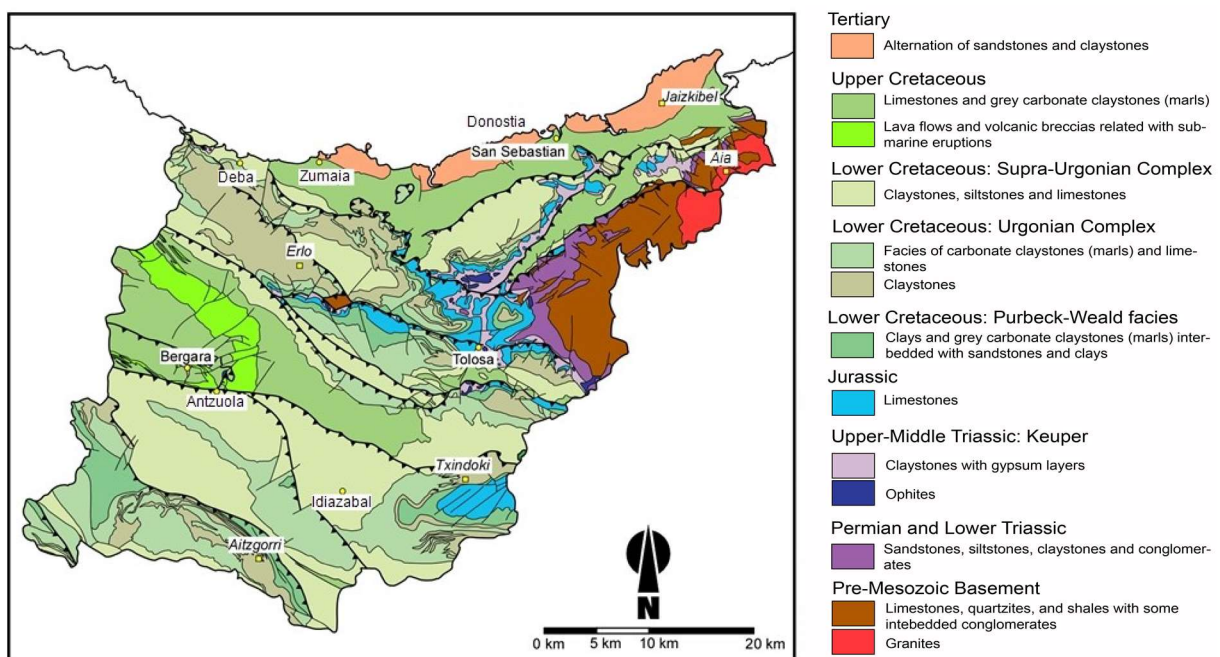 Jaizkibel
Donostia
San Sebastian
Aia
Deba
Zumaia
Erlo
Bergara
Tolosa
Antzuola
Txindoki
Idiazabal
Aitzgorri
N
0 km 5 km 10 km 20 km
Tertiary
Alternation of sandstones and claystones
Upper Cretaceous
Limestones and grey carbonate claystones (marls)
Lava flows and volcanic breccias related with sub-
marine eruptions
Lower Cretaceous: Supra-Urgonian Complex
Claystones, siltstones and limestones
Lower Cretaceous: Urgonian Complex
Facies of carbonate claystones (marls) and lime-
stones
Claystones
Lower Cretaceous: Purbeck-Weald facies
Clays and grey carbonate claystones (marls) inter-
bedded with sandstones and clays
Jurassic
Limestones
Upper-Middle Triassic: Keuper
Claystones with gypsum layers
Ophites
Permian and Lower Triassic
Sandstones, siltstones, claystones and conglomer-
ates
Pre-Mesozoic Basement
Limestones, quartzites, and shales with some
intebedded conglomerates
Granites